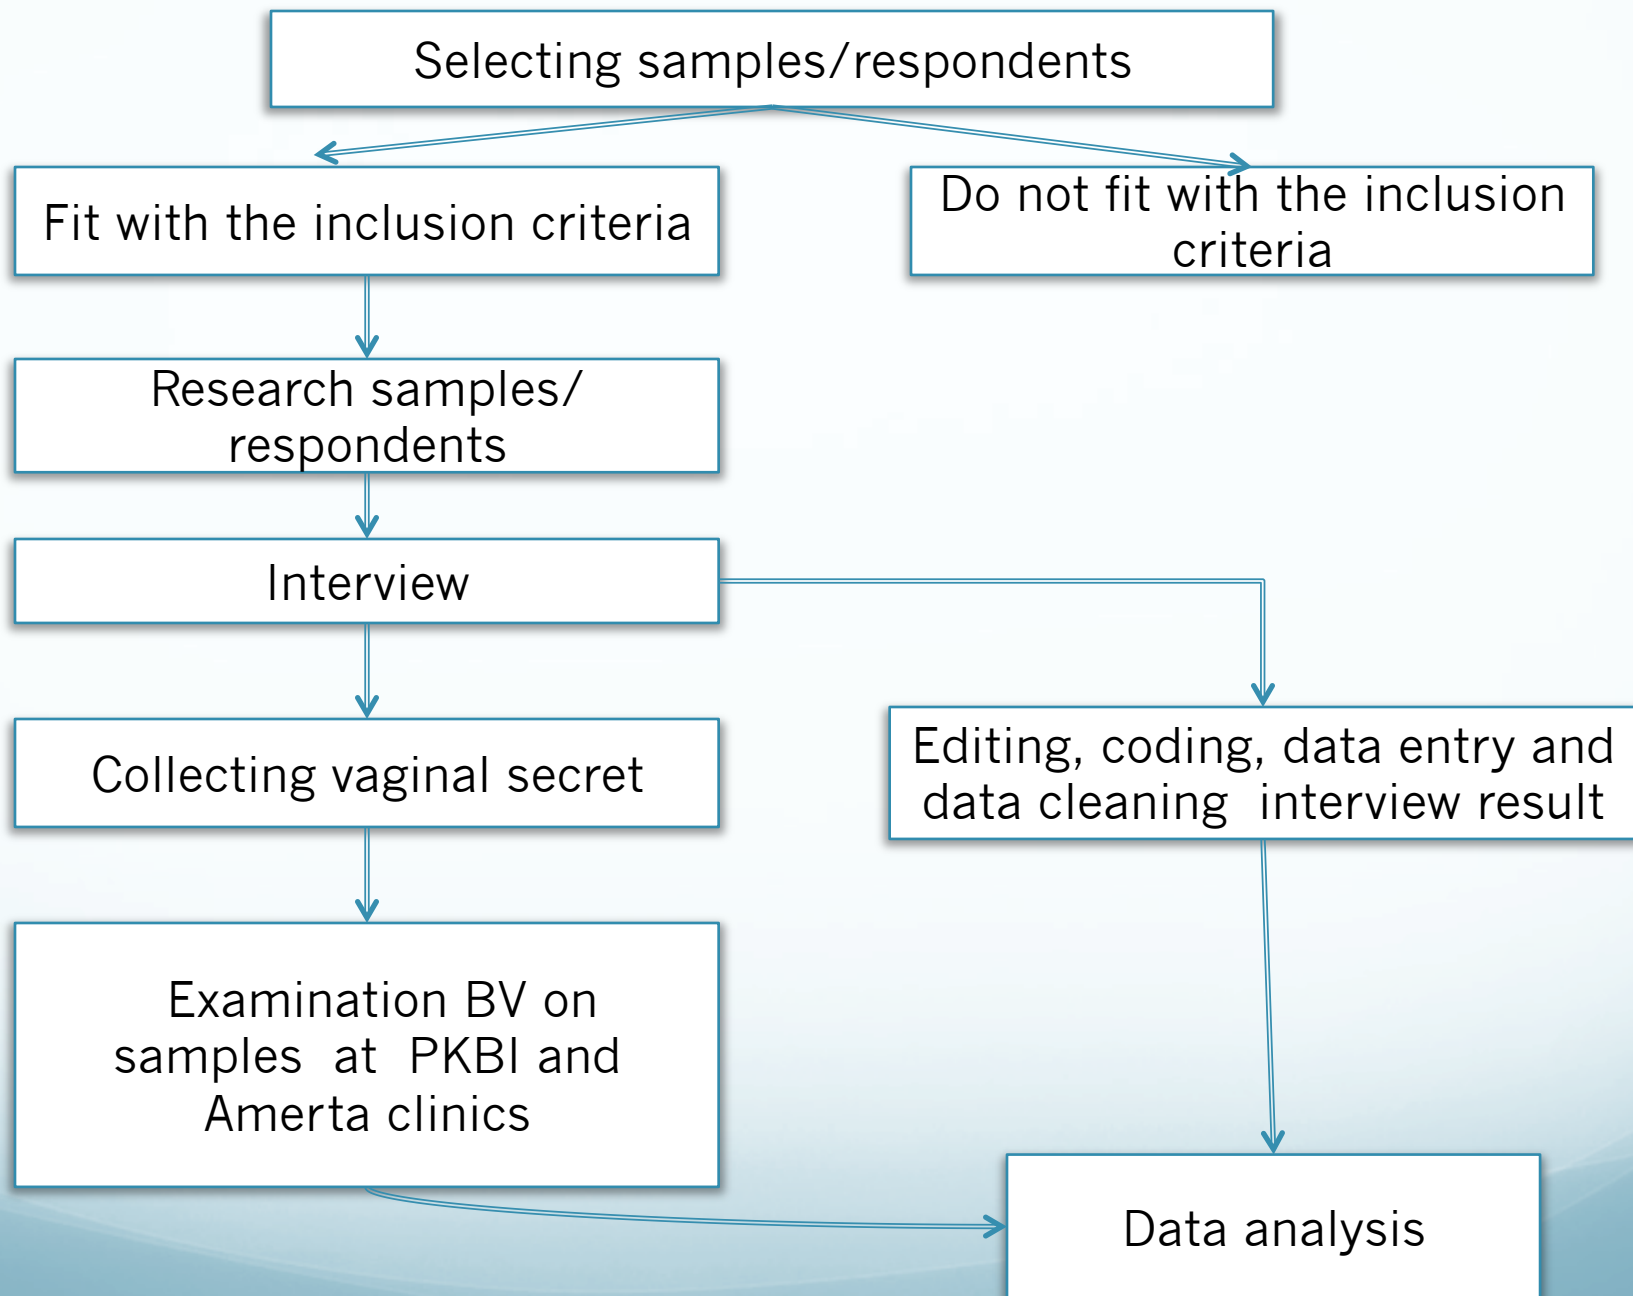 Selecting samples/respondents
Fit with the inclusion criteria
Do not fit with the inclusion
criteria
Research samples/
respondents
Interview
Collecting vaginal secret
Editing, coding, data entry and
data cleaning  interview result
Examination BV on
samples  at  PKBI and
Amerta clinics
Data analysis